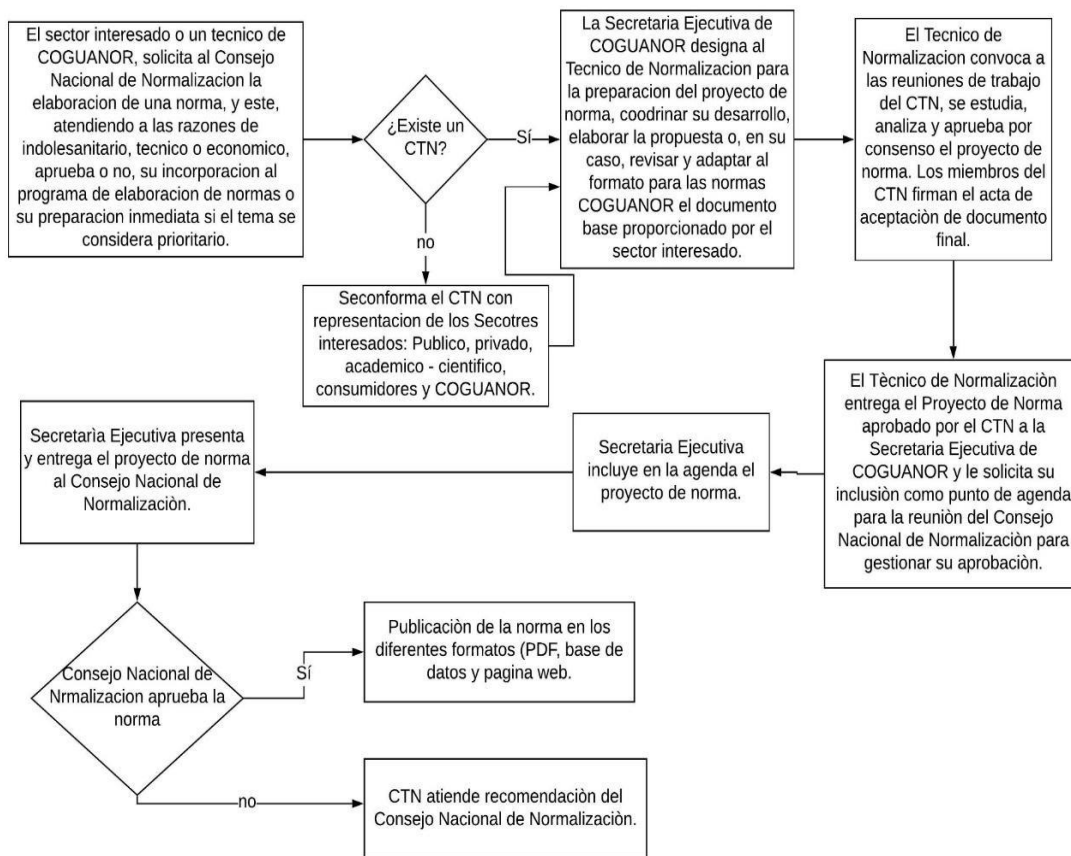 El sector interesado o un tecnico de
COGUANOR, solicita al Consejo
Nacional de Normalizacion la
elaboracion de una norma, y este,
atendiendo a las razones de
indolesanitario, tecnico o economico,
aprueba o no, su incorporacion al
programa de elaboracion de normas o
su preparacion inmediata si el tema se
considera prioritario.
¿Existe un
CTN?
Sí
no
Seconforma el CTN con
representacion de los Secotres
interesados: Publico, privado,
academico - cientifico,
consumidores y COGUANOR.
La Secretaria Ejecutiva de
COGUANOR designa al
Tecnico de Normalizacion para
la preparacion del proyecto de
norma, coodrinar su desarrollo,
elaborar la propuesta o, en su
caso, revisar y adaptar al
formato para las normas
COGUANOR el documento
base proporcionado por el
sector interesado.
El Tecnico de
Normalizacion convoca a
las reuniones de trabajo
del CTN, se estudia,
analiza y aprueba por
consenso el proyecto de
norma. Los miembros del
CTN firman el acta de
aceptaciòn de documento
final.
El Tècnico de Normalizaciòn
entrega el Proyecto de Norma
aprobado por el CTN a la
Secretaria Ejecutiva de
COGUANOR y le solicita su
inclusiòn como punto de agenda
para la reuniòn del Consejo
Nacional de Normalizaciòn para
gestionar su aprobaciòn.
Secretaria Ejecutiva
incluye en la agenda el
proyecto de norma.
Secretarìa Ejecutiva presenta
y entrega el proyecto de norma
al Consejo Nacional de
Normalizaciòn.
Consejo Nacional de
Nrmalizacion aprueba la
norma
Sí
Publicaciòn de la norma en los
diferentes formatos (PDF, base de
datos y pagina web.
no
CTN atiende recomendaciòn del
Consejo Nacional de Normalizaciòn.